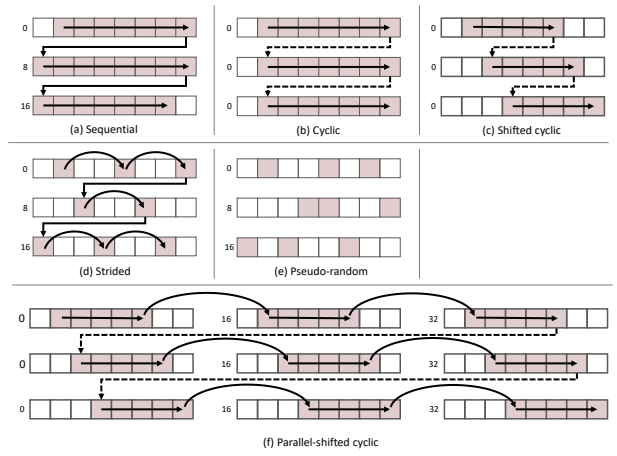 0 0 0
8 0 0
16 0 0
(a) Sequential (b) Cyclic (c) Shifted cyclic
0 0
8 8
16 16
(d) Strided (e) Pseudo-random
0 16 32
0 16 32
0 16 32
(f) Parallel-shifted cyclic